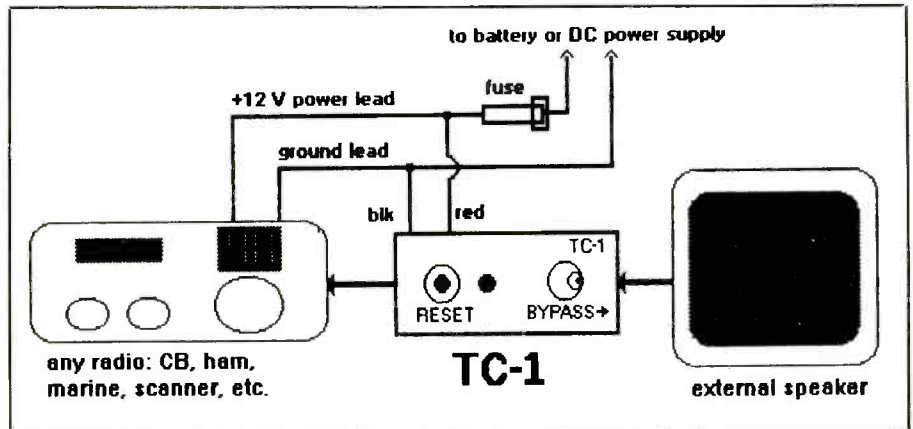 to battery or DC power supply
fuse
+12 V power lead
ground lead
blk
red
TC-1
RESET
BYPASS→
TC-1
any radio: CB, ham,
marine, scanner, etc.
external speaker